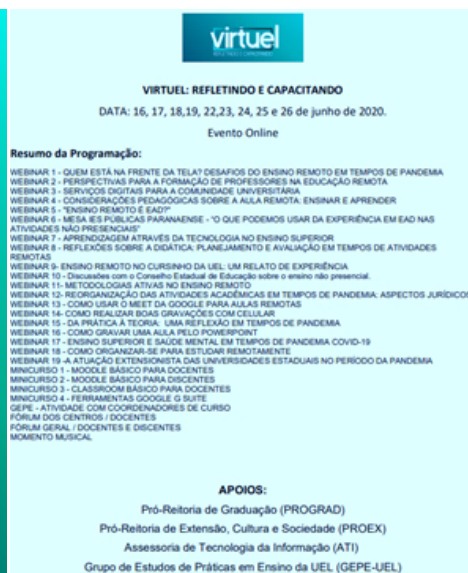 virtuel
REFLETINDO E CAPACITANDO
VIRTUEL: REFLETINDO E CAPACITANDO
DATA: 16, 17, 18,19, 22,23, 24, 25 e 26 de junho de 2020.
Evento Online
Resumo da Programação:
WEBINAR 1 - QUEM ESTÁ NA FRENTE DA TELA? DESAFIOS DO ENSINO REMOTO EM TEMPOS DE PANDEMIA
WEBINAR 2 - PERSPECTIVAS PARA A FORMAÇÃO DE PROFESSORES NA EDUCAÇÃO REMOTA
WEBINAR 3 - SERVIÇOS DIGITAIS PARA A COMUNIDADE UNIVERSITÁRIA
WEBINAR 4 - CONSIDERAÇÕES PEDAGÓGICAS SOBRE A AULA REMOTA: ENSINAR E APRENDER
WEBINAR 5 - "ENSINO REMOTO É EAD?"
WEBINAR 6 - MESA IES PÚBLICAS PARANAENSE - "O QUE PODEMOS USAR DA EXPERIÊNCIA EM EAD NAS
ATIVIDADES NÃO PRESENCIAIS"
WEBINAR 7 - APRENDIZAGEM ATRAVÉS DA TECNOLOGIA NO ENSINO SUPERIOR
WEBINAR 8 - REFLEXÕES SOBRE A DIDÁTICA: PLANEJAMENTO E AVALIAÇÃO EM TEMPOS DE ATIVIDADES
REMOTAS
WEBINAR 9- ENSINO REMOTO NO CURSINHO DA UEL: UM RELATO DE EXPERIÊNCIA
WEBINAR 10 - Discussões com o Conselho Estadual de Educação sobre o ensino não presencial.
WEBINAR 11- METODOLOGIAS ATIVAS NO ENSINO REMOTO
WEBINAR 12- REORGANIZAÇÃO DAS ATIVIDADES ACADÊMICAS EM TEMPOS DE PANDEMIA: ASPECTOS JURÍDICOS
WEBINAR 13 - COMO USAR O MEET DA GOOGLE PARA AULAS REMOTAS
WEBINAR 14- COMO REALIZAR BOAS GRAVAÇÕES COM CELULAR
WEBINAR 15 - DA PRÁTICA À TEORIA: UMA REFLEXÃO EM TEMPOS DE PANDEMIA
WEBINAR 16 - COMO GRAVAR UMA AULA PELO POWERPOINT
WEBINAR 17 - ENSINO SUPERIOR E SAÚDE MENTAL EM TEMPOS DE PANDEMIA COVID-19
WEBINAR 18 - COMO ORGANIZAR-SE PARA ESTUDAR REMOTAMENTE
WEBINAR 19 -A ATUAÇÃO EXTENSIONISTA DAS UNIVERSIDADES ESTADUAIS NO PERÍODO DA PANDEMIA
MINICURSO 1 - MOODLE BÁSICO PARA DOCENTES
MINICURSO 2 - MOODLE BÁSICO PARA DISCENTES
MINICURSO 3 - CLASSROOM BÁSICO PARA DOCENTES
MINICURSO 4 - FERRAMENTAS GOOGLE G SUITE
GEPE - ATIVIDADE COM COORDENADORES DE CURSO
FÓRUM DOS CENTROS / DOCENTES
FÓRUM GERAL / DOCENTES E DISCENTES
MOMENTO MUSICAL
APOIOS:
Pró-Reitoria de Graduação (PROGRAD)
Pró-Reitoria de Extensão, Cultura e Sociedade (PROEX)
Assessoria de Tecnologia da Informação (ATI)
Grupo de Estudos de Práticas em Ensino da UEL (GEPE-UEL)